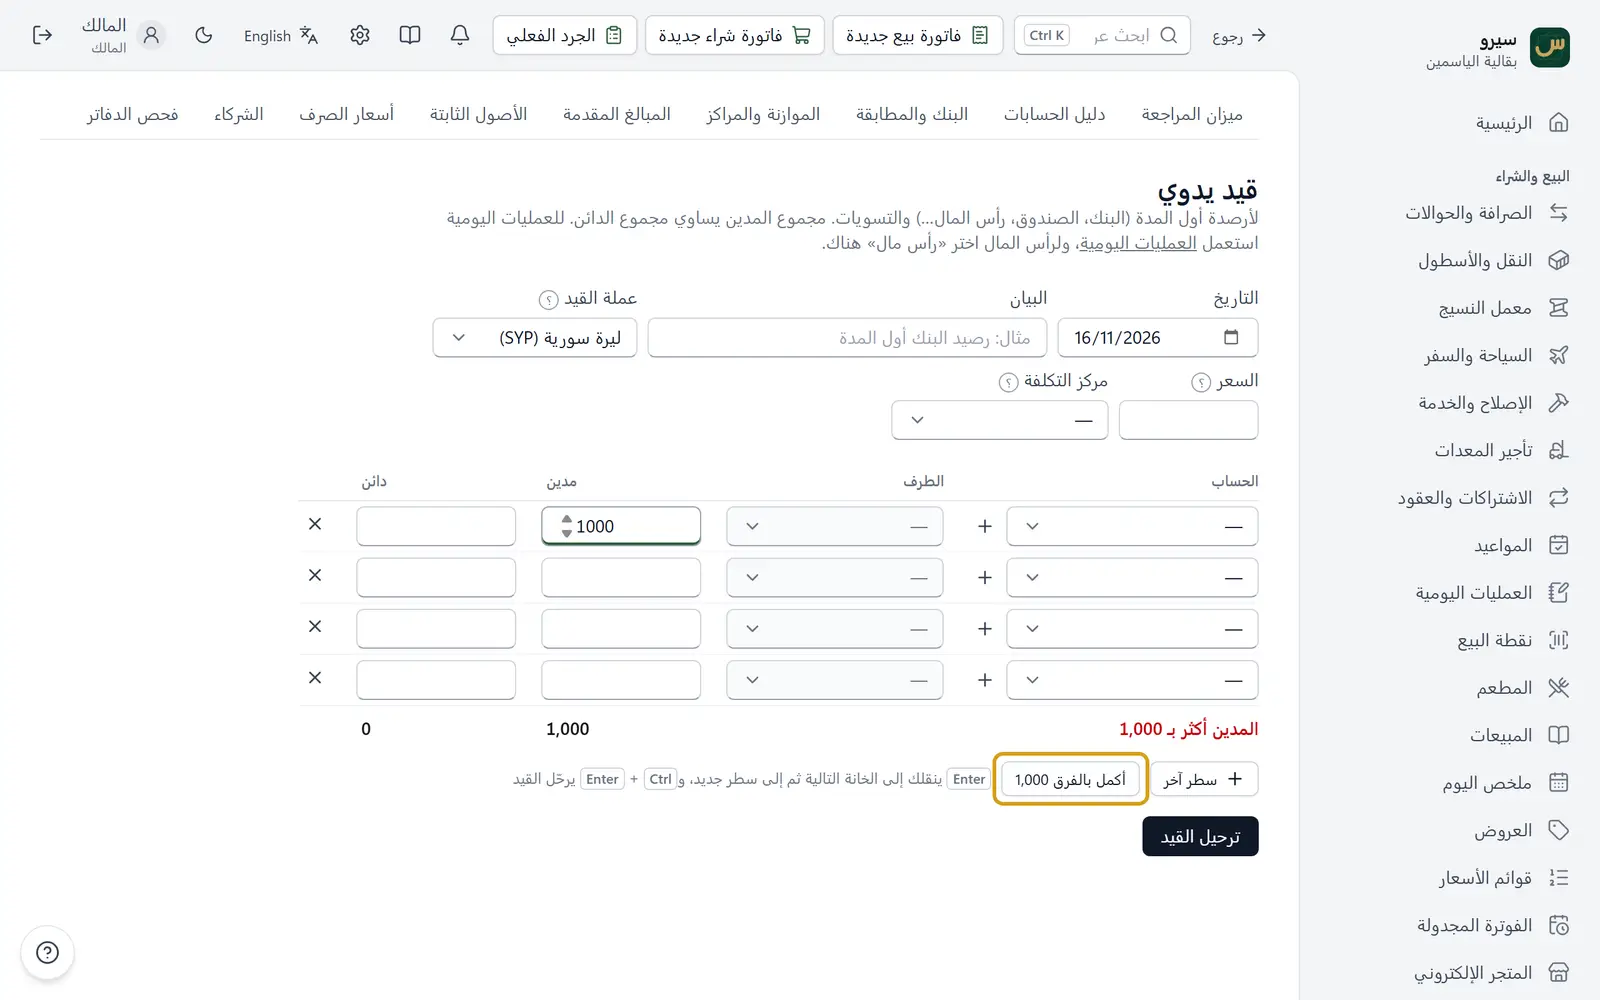 س
سيرو
بقالية الياسمين
رجوع
ابحث عر
Ctrl K
فاتورة بيع جديدة
فاتورة شراء جديدة
الجرد الفعلي
English
المالك
المالك
الرئيسية
البيع والشراء
الصرافة والحوالات
النقل والأسطول
معمل النسيج
السياحة والسفر
الإصلاح والخدمة
تأجير المعدات
الاشتراكات والعقود
المواعيد
العمليات اليومية
نقطة البيع
المطعم
المبيعات
ملخص اليوم
العروض
قوائم الأسعار
الفوترة المجدولة
المتجر الإلكتروني
ميزان المراجعة
دليل الحسابات
البنك والمطابقة
الموازنة والمراكز
المبالغ المقدمة
الأصول الثابتة
أسعار الصرف
الشركاء
فحص الدفاتر
قيد يدوي
لأرصدة أول المدة (البنك، الصندوق، رأس المال...) والتسويات. مجموع المدين يساوي مجموع الدائن. للعمليات اليومية
استعمل العمليات اليومية، ولرأس المال اختر «رأس مال» هناك.
التاريخ
البيان
عملة القيد ؟
16/11/2026
مثال: رصيد البنك أول المدة
ليرة سورية (SYP)
السعر ؟
مركز التكلفة ؟
—
الحساب
الطرف
مدين
دائن
— + — 1000 ×
— + — ×
— + — ×
— + — ×
المدين أكثر بـ 1,000
1,000
0
+ سطر آخر
أكمل بالفرق 1,000
Enter ينقلك إلى الخانة التالية ثم إلى سطر جديد، و Ctrl + Enter يرحّل القيد
ترحيل القيد
?